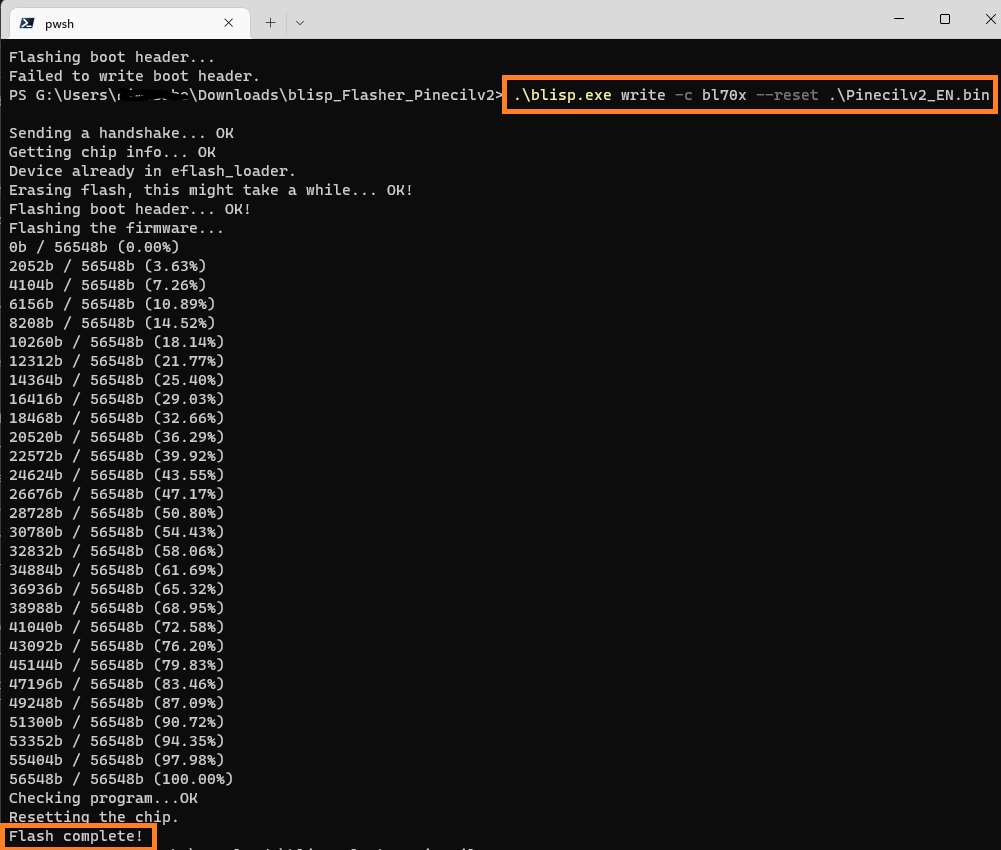 pwsh
Flashing boot header...
Failed to write boot header.
PS G:\Users\ \Downloads\blisp_Flasher_Pinecilv2> .\blisp.exe write -c bl70x --reset .\Pinecilv2_EN.bin
Sending a handshake... OK
Getting chip info... OK
Device already in eflash_loader.
Erasing flash, this might take a while... OK!
Flashing boot header... OK!
Flashing the firmware...
0b / 56548b (0.00%)
2052b / 56548b (3.63%)
4104b / 56548b (7.26%)
6156b / 56548b (10.89%)
8208b / 56548b (14.52%)
10260b / 56548b (18.14%)
12312b / 56548b (21.77%)
14364b / 56548b (25.40%)
16416b / 56548b (29.03%)
18468b / 56548b (32.66%)
20520b / 56548b (36.29%)
22572b / 56548b (39.92%)
24624b / 56548b (43.55%)
26676b / 56548b (47.17%)
28728b / 56548b (50.80%)
30780b / 56548b (54.43%)
32832b / 56548b (58.06%)
34884b / 56548b (61.69%)
36936b / 56548b (65.32%)
38988b / 56548b (68.95%)
41040b / 56548b (72.58%)
43092b / 56548b (76.20%)
45144b / 56548b (79.83%)
47196b / 56548b (83.46%)
49248b / 56548b (87.09%)
51300b / 56548b (90.72%)
53352b / 56548b (94.35%)
55404b / 56548b (97.98%)
56548b / 56548b (100.00%)
Checking program...OK
Resetting the chip.
Flash complete!